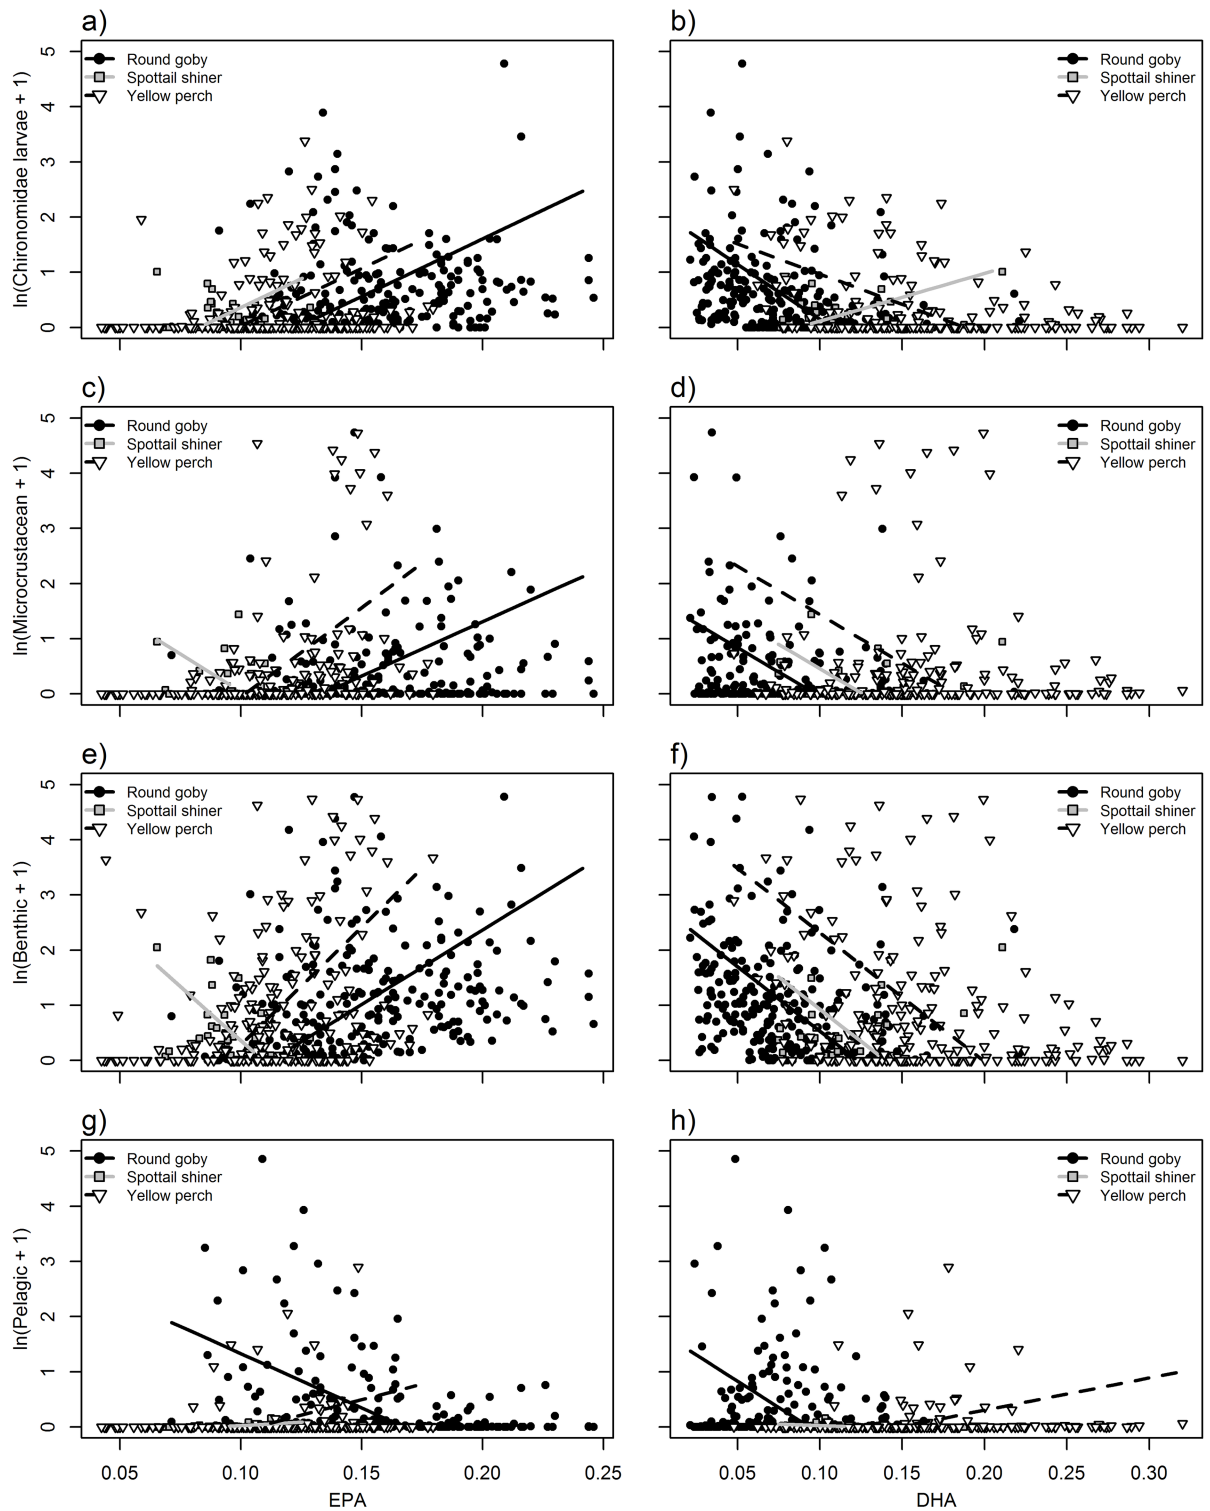 a)
b)
ln(Chironomidae larvae + 1)
5
4
3
2
1
0
Round goby
Spottail shiner
Yellow perch
Round goby
Spottail shiner
Yellow perch
c)
d)
ln(Microcrustacean + 1)
5
4
3
2
1
0
Round goby
Spottail shiner
Yellow perch
Round goby
Spottail shiner
Yellow perch
e)
f)
ln(Benthic + 1)
5
4
3
2
1
0
Round goby
Spottail shiner
Yellow perch
Round goby
Spottail shiner
Yellow perch
g)
h)
ln(Pelagic + 1)
5
4
3
2
1
0
Round goby
Spottail shiner
Yellow perch
Round goby
Spottail shiner
Yellow perch
0.05 0.10 0.15 0.20 0.25
0.05 0.10 0.15 0.20 0.25 0.30
EPA
DHA